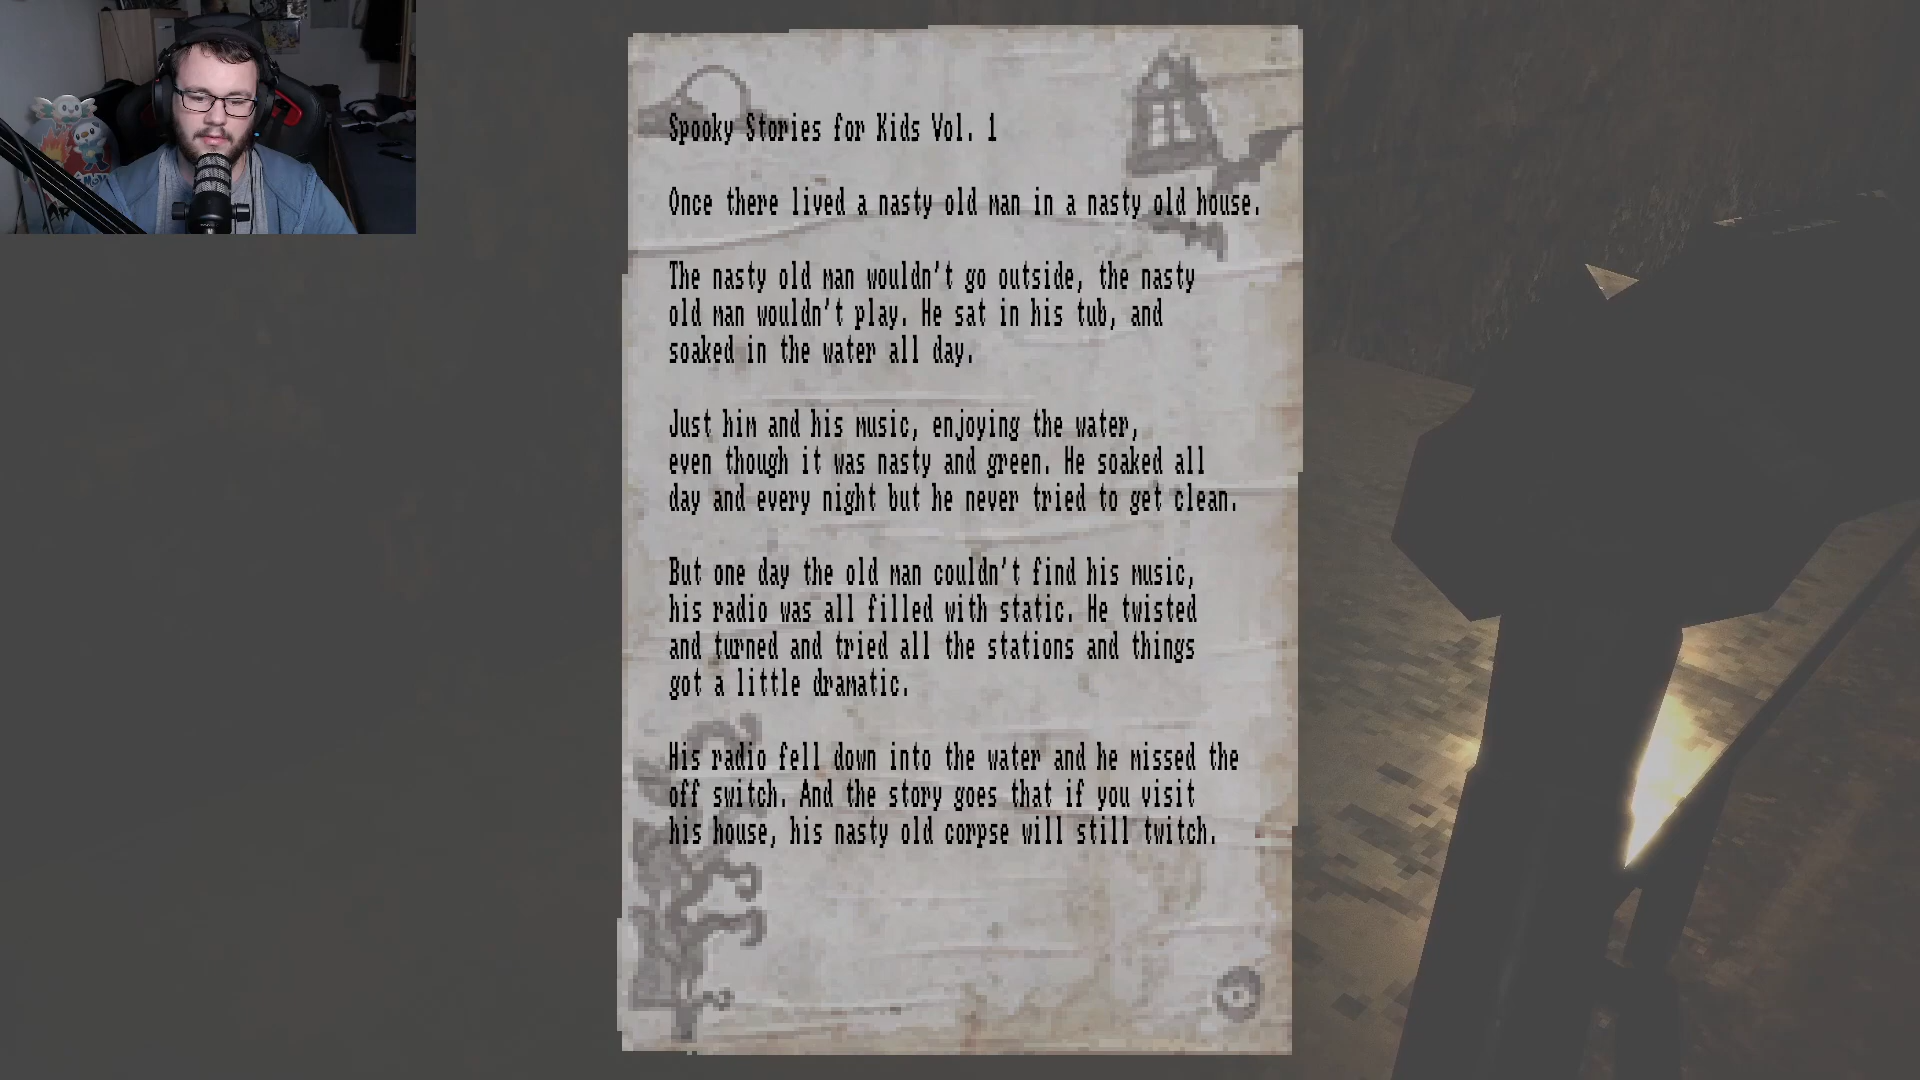 Spooky Stories for Kids Vol. 1
Once there lived a nasty old man in a nasty old house.
The nasty old man wouldn't go outside, the nasty
old man wouldn't play. He sat in his tub, and
soaked in the water all day.
Just him and his music, enjoying the water,
even though it was nasty and green. He soaked all
day and every night but he never tried to get clean.
But one day the old man couldn't find his music,
his radio was all filled with static. He twisted
and turned and tried all the stations and things
got a little dramatic.
His radio fell down into the water and he missed the
off switch. And the story goes that if you visit
his house, his nasty old corpse will still twitch.